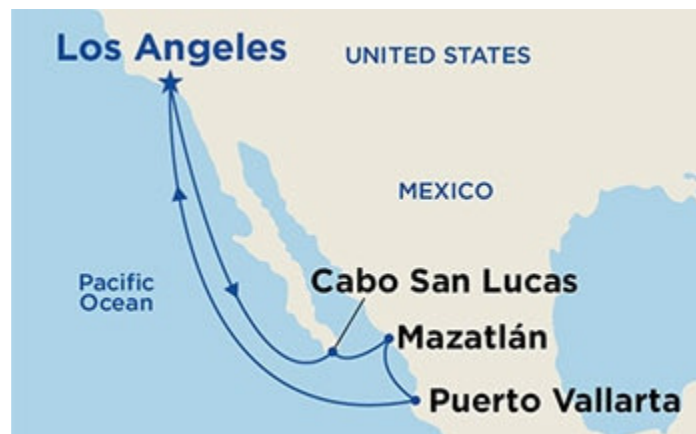 Los Angeles
UNITED STATES
MEXICO
Pacific
Ocean
Cabo San Lucas
Mazatlán
Puerto Vallarta